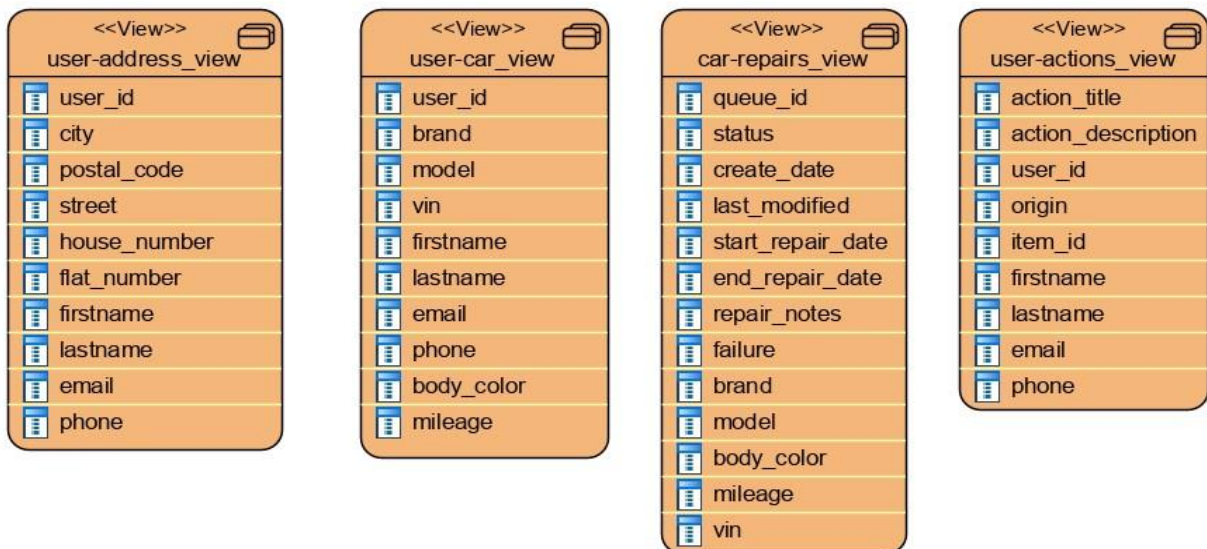 <<View>>
user-address_view
user_id
city
postal_code
street
house_number
flat_number
firstname
lastname
email
phone
<<View>>
user-car_view
user_id
brand
model
vin
firstname
lastname
email
phone
body_color
mileage
<<View>>
car-repairs_view
queue_id
status
create_date
last_modified
start_repair_date
end_repair_date
repair_notes
failure
brand
model
body_color
mileage
vin
<<View>>
user-actions_view
action_title
action_description
user_id
origin
item_id
firstname
lastname
email
phone